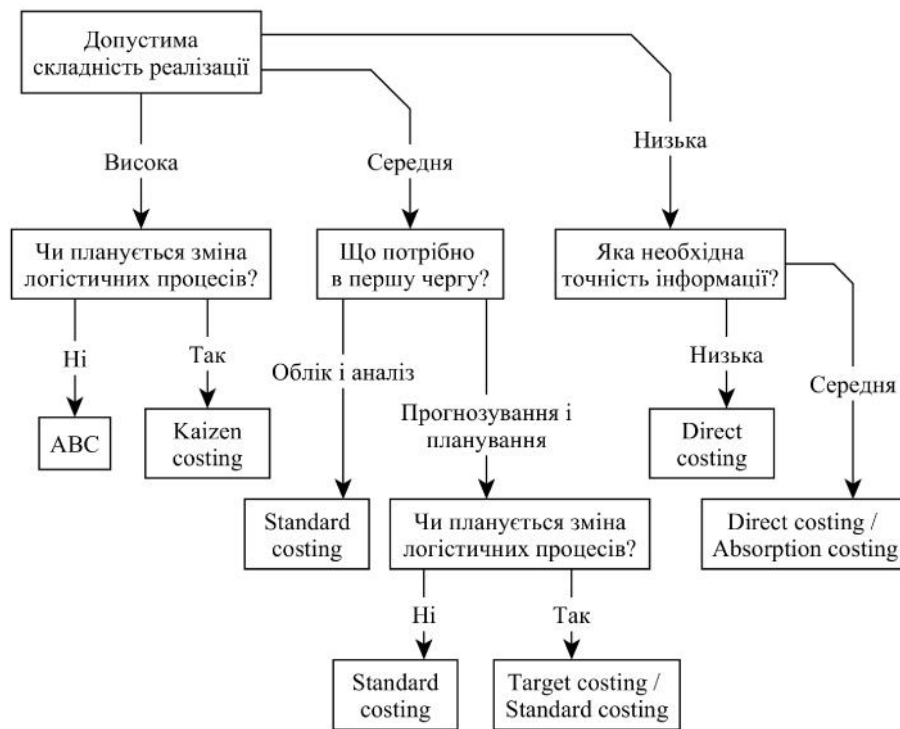 Допустима
складність реалізації
Висока
Середня
Низька
Чи планується зміна
логістичних процесів?
Що потрібно
в першу чергу?
Яка необхідна
точність інформації?
Ні
Так
Облік і аналіз
Прогнозування і
планування
Низька
Середня
ABC
Kaizen
costing
Direct
costing
Standard
costing
Чи планується зміна
логістичних процесів?
Direct costing /
Absorption costing
Ні
Так
Standard
costing
Target costing /
Standard costing